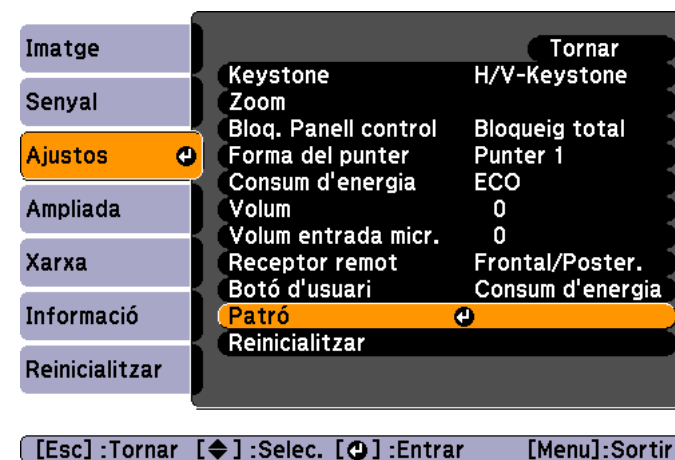 Imatge
Senyal
Ajustos
Ampliada
Xarxa
Informació
Reinicialitzar
Tornar
Keystone H/V-Keystone
Zoom
Bloq. Panell control Bloqueig total
Forma del punter Punter 1
Consum d'energia ECO
Volum 0
Volum entrada micr. 0
Receptor remot Frontal/Poster.
Botó d'usuari Consum d'energia
Patró
Reinicialitzar
[Esc] :Tornar [◆] :Selec. [⏎] :Entrar [Menu]:Sortir